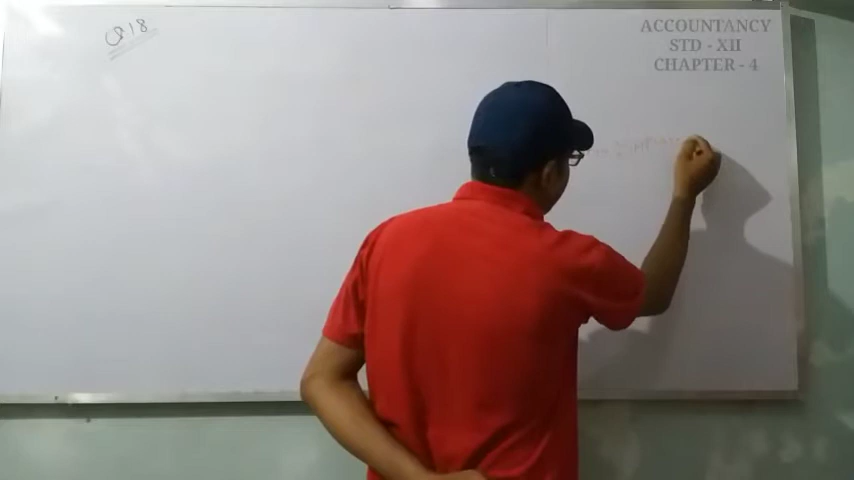 Q18
ACCOUNTANCY
STD - XII
CHAPTER - 4